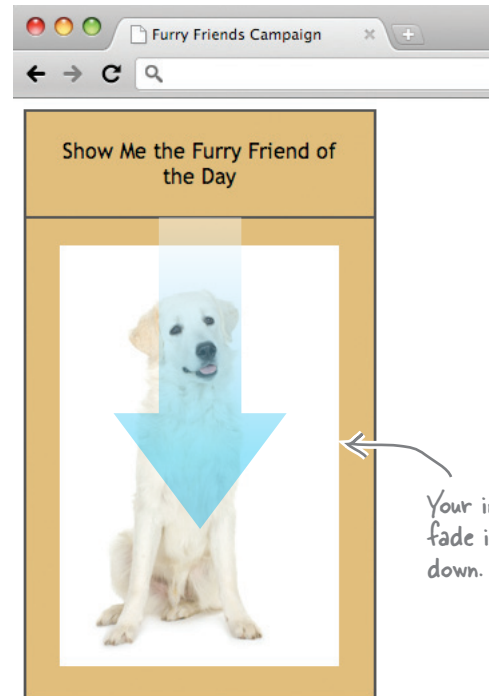 Furry Friends Campaign
Show Me the Furry Friend of
the Day
Your
fade
down.